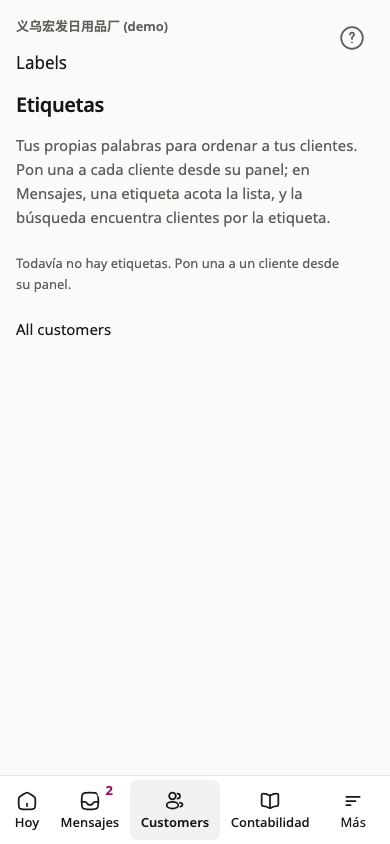 义乌宏发日用品厂 (demo)
Labels
Etiquetas
Tus propias palabras para ordenar a tus clientes.
Pon una a cada cliente desde su panel; en
Mensajes, una etiqueta acota la lista, y la
búsqueda encuentra clientes por la etiqueta.
Todavía no hay etiquetas. Pon una a un cliente desde
su panel.
All customers
2
Hoy
Mensajes
Customers
Contabilidad
Más